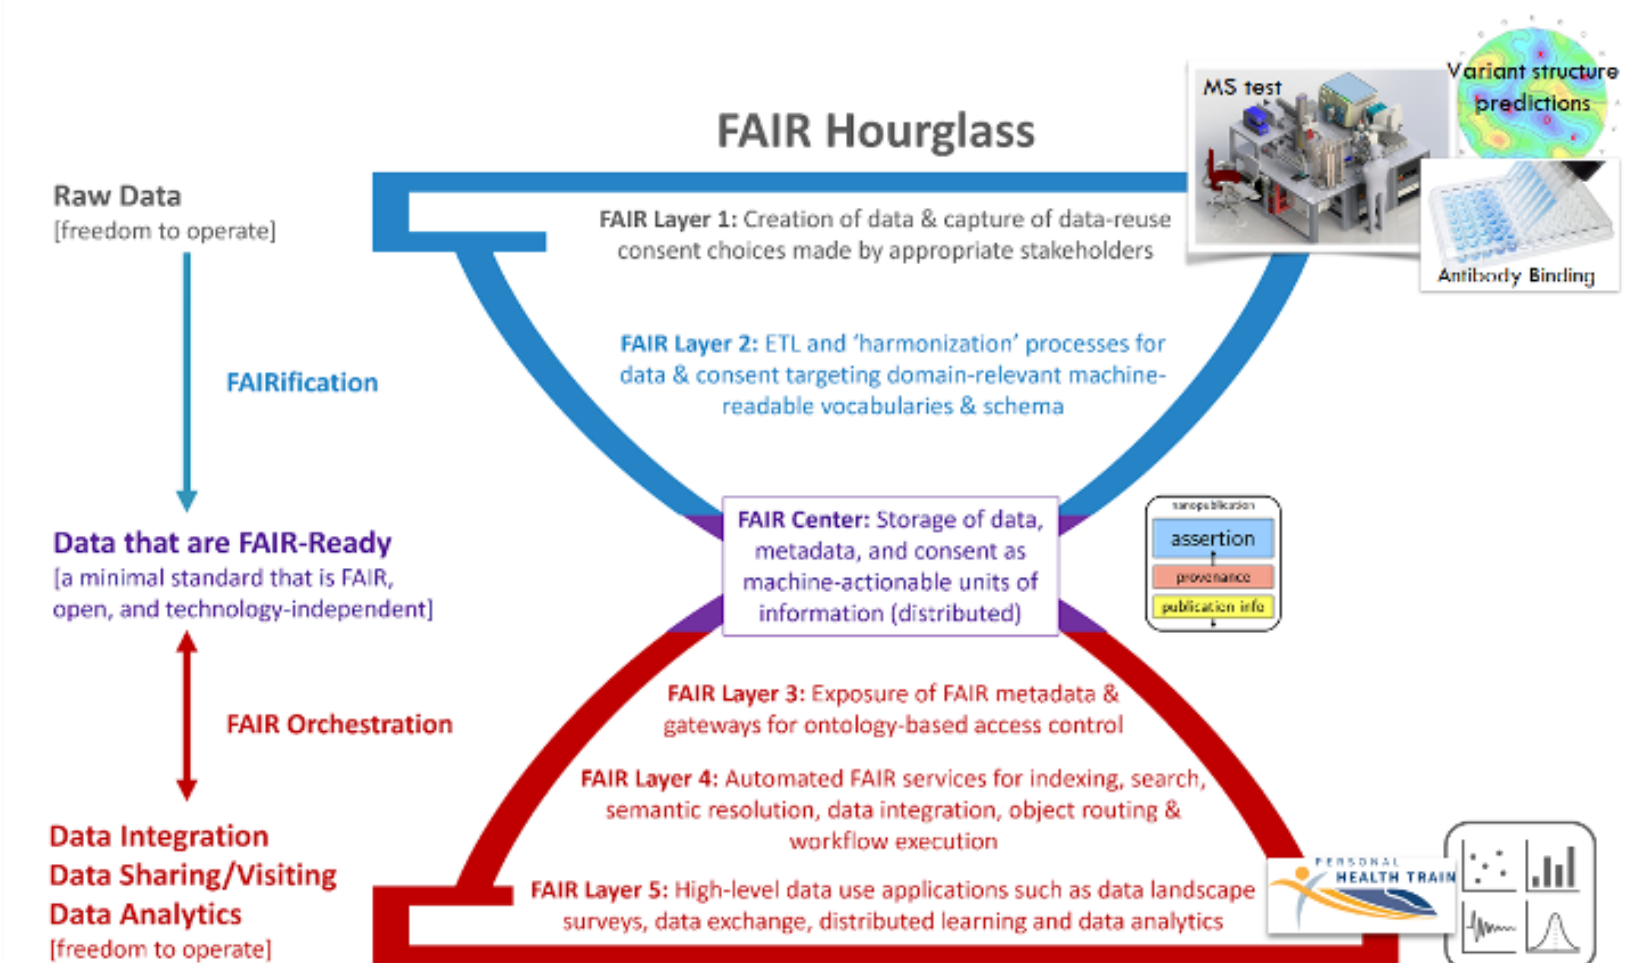 FAIR Hourglass
MS test
Variant structure
predictions
Antibody Binding
Raw Data
[freedom to operate]
FAIR Layer 1: Creation of data & capture of data-reuse
consent choices made by appropriate stakeholders
FAIRification
FAIR Layer 2: ETL and ‘harmonization’ processes for
data & consent targeting domain-relevant machine-
readable vocabularies & schema
Data that are FAIR-Ready
[a minimal standard that is FAIR,
open, and technology-independent]
FAIR Center: Storage of data,
metadata, and consent as
machine-actionable units of
information (distributed)
nanopublication
assertion
provenance
publication info
FAIR Orchestration
FAIR Layer 3: Exposure of FAIR metadata &
gateways for ontology-based access control
FAIR Layer 4: Automated FAIR services for indexing, search,
semantic resolution, data integration, object routing &
workflow execution
Data Integration
Data Sharing/Visiting
Data Analytics
[freedom to operate]
FAIR Layer 5: High-level data use applications such as data landscape
surveys, data exchange, distributed learning and data analytics
PERSONAL
HEALTH TRAIN